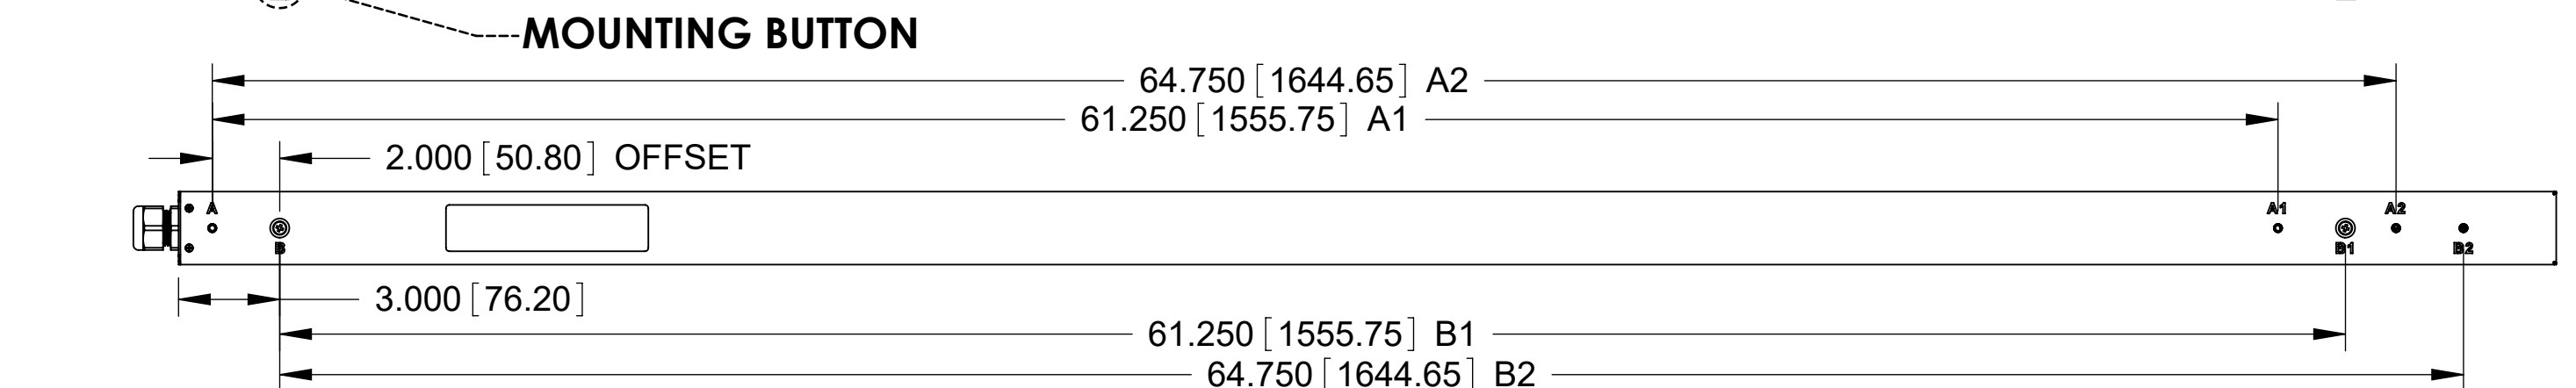 MOUNTING BUTTON
64.750 [1644.65] A2
61.250 [1555.75] A1
2.000 [50.80] OFFSET
A A1 A2
B B1 B2
3.000 [76.20]
61.250 [1555.75] B1
64.750 [1644.65] B2